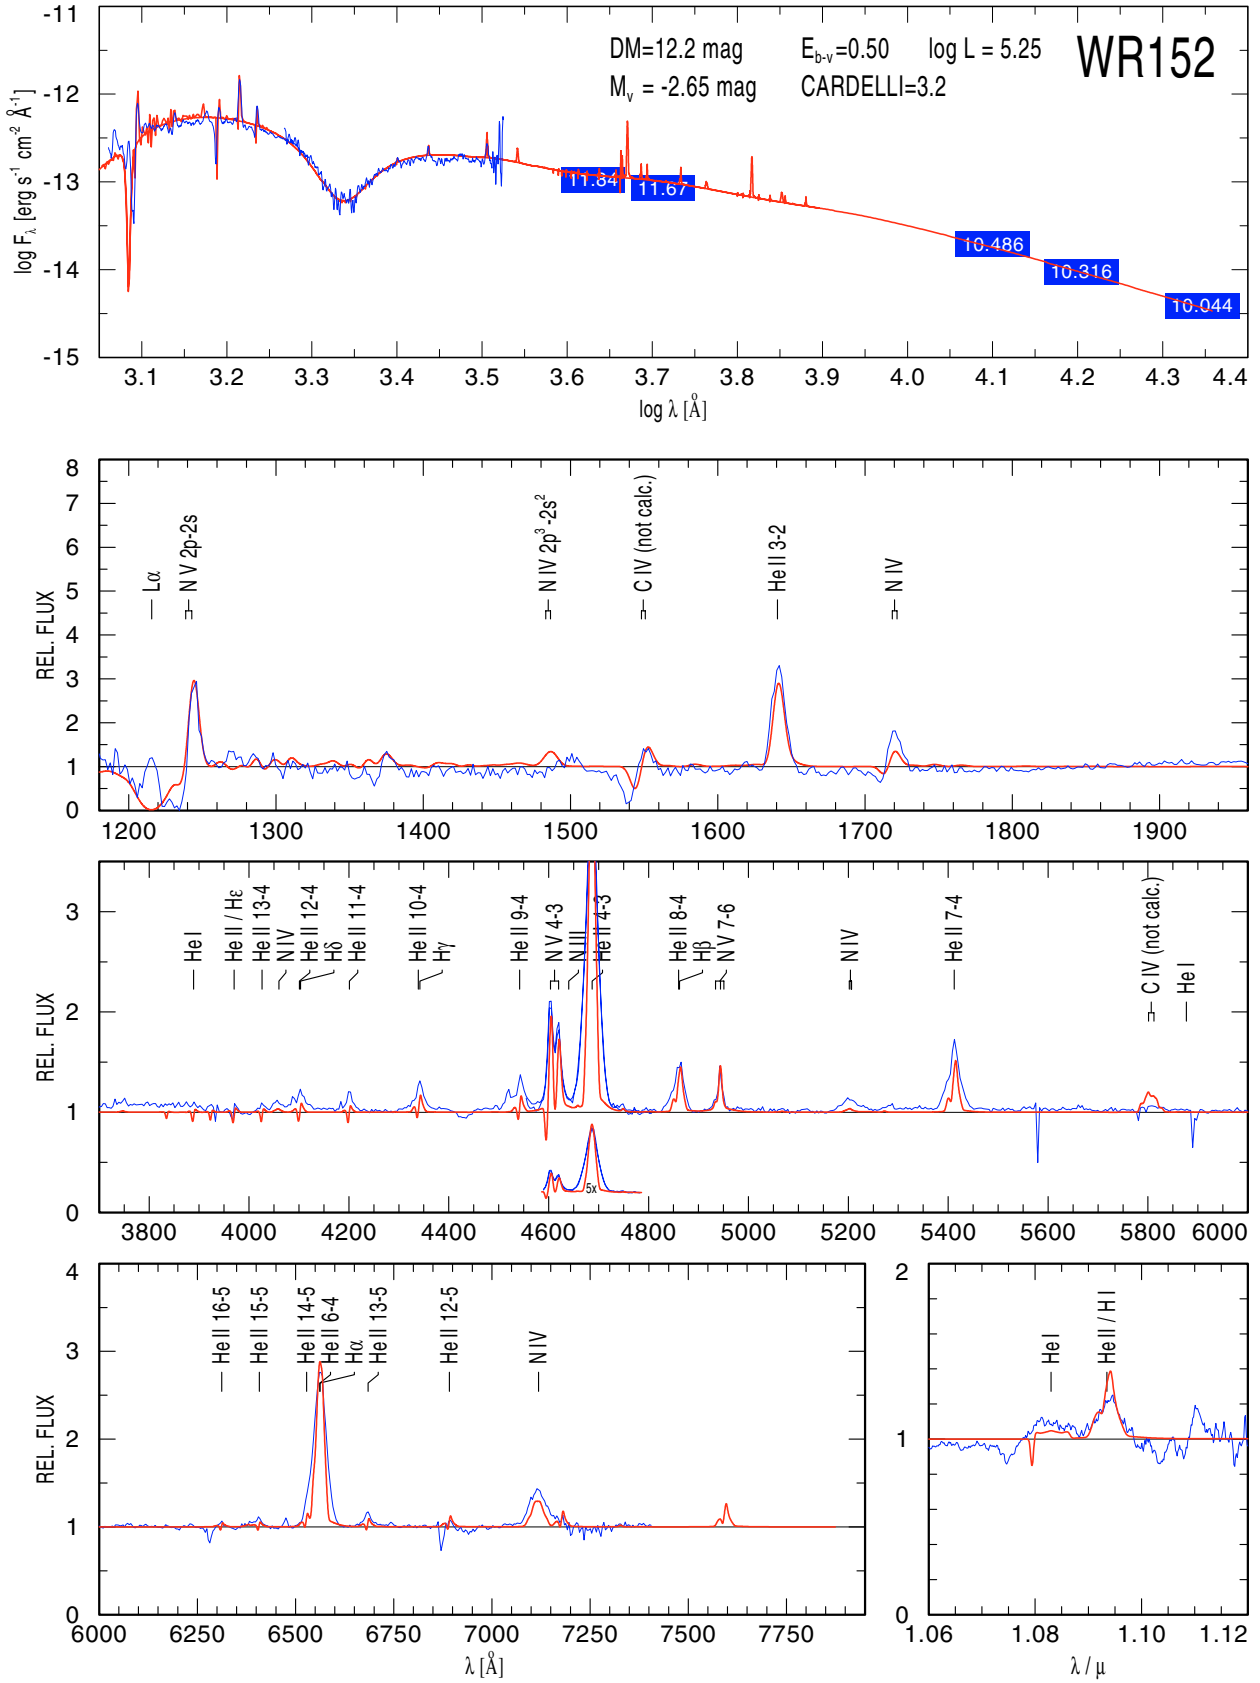 DM=12.2 mag E_b-v=0.50 log L = 5.25 WR152
M_v = -2.65 mag CARDELLI=3.2
log F_λ [erg s⁻¹ cm⁻² Å⁻¹]
-11
-12
-13
-14
-15
11.84 11.67 10.486 10.316 10.044
3.1 3.2 3.3 3.4 3.5 3.6 3.7 3.8 3.9 4.0 4.1 4.2 4.3 4.4
log λ [Å]
REL. FLUX
8
7
6
5
4
3
2
1
0
Lα
N V 2p-2s
N IV 2p³-2s²
C IV (not calc.)
He II 3-2
N IV
1200 1300 1400 1500 1600 1700 1800 1900
REL. FLUX
3
2
1
0
He I
He II / Hε
He II 13-4
N IV
He II 12-4
Hδ
He II 11-4
He II 10-4
Hγ
He II 9-4
N V 4-3
N III
He II 4-3
He II 8-4
Hβ
N V 7-6
N IV
He II 7-4
C IV (not calc.)
He I
5x
3800 4000 4200 4400 4600 4800 5000 5200 5400 5600 5800 6000
REL. FLUX
4
3
2
1
0
He II 16-5
He II 15-5
He II 14-5
He II 6-4
Hα
He II 13-5
He II 12-5
N IV
6000 6250 6500 6750 7000 7250 7500 7750
λ [Å]
2
1
0
He I
He II / H I
1.06 1.08 1.10 1.12
λ / μ